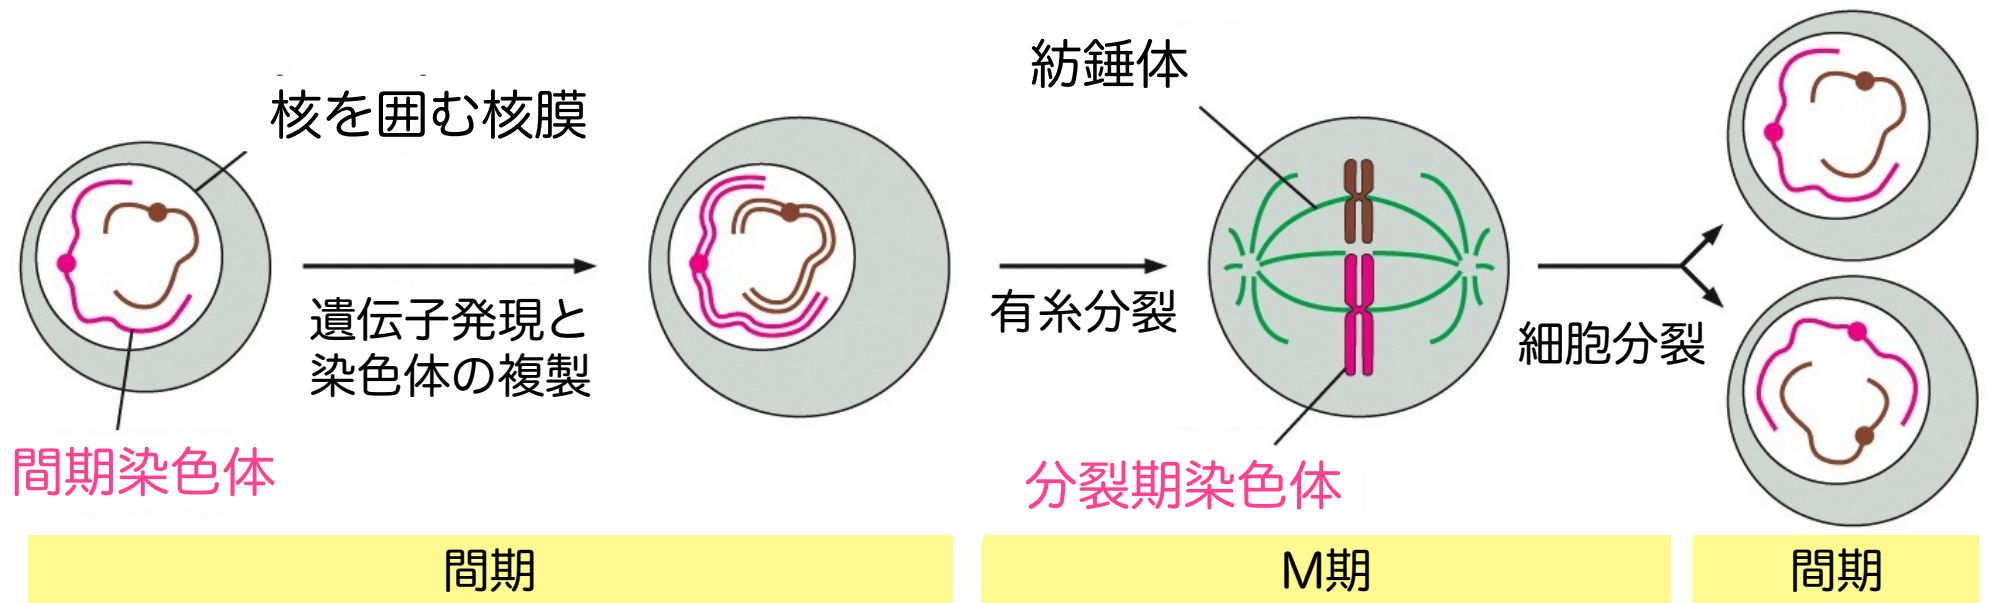 核を囲む核膜
紡錘体
遺伝子発現と
染色体の複製
有糸分裂
細胞分裂
間期染色体
分裂期染色体
間期
M期
間期